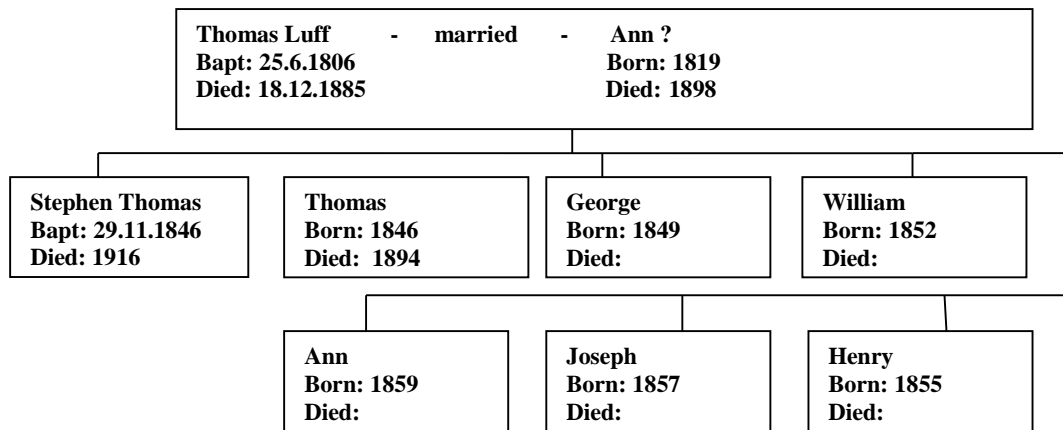 Thomas Luff - married - Ann ?
Bapt: 25.6.1806 Born: 1819
Died: 18.12.1885 Died: 1898
Stephen Thomas
Bapt: 29.11.1846
Died: 1916
Thomas
Born: 1846
Died: 1894
George
Born: 1849
Died:
William
Born: 1852
Died:
Ann
Born: 1859
Died:
Joseph
Born: 1857
Died:
Henry
Born: 1855
Died: